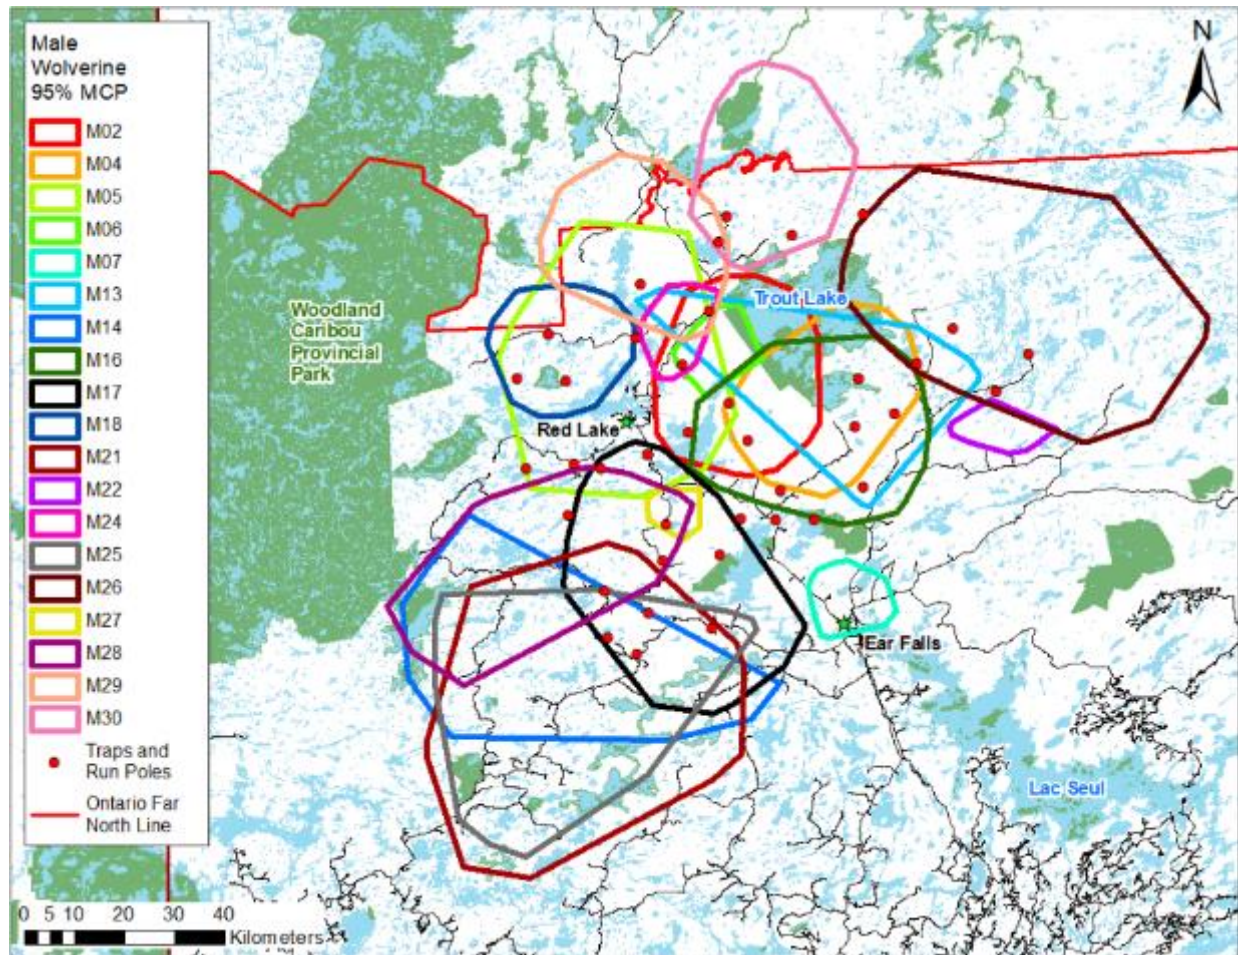 Male
Wolverine
95% MCP
M02
M04
M05
M06
M07
M13
M14
M16
M17
M18
M21
M22
M24
M25
M26
M27
M28
M29
M30
Traps and
Run Poles
Ontario Far
North Line
0 5 10 20 30 40
Kilometers
N
Trout Lake
Woodland
Caribou
Provincial
Park
Red Lake
Ear Falls
Lac Seul